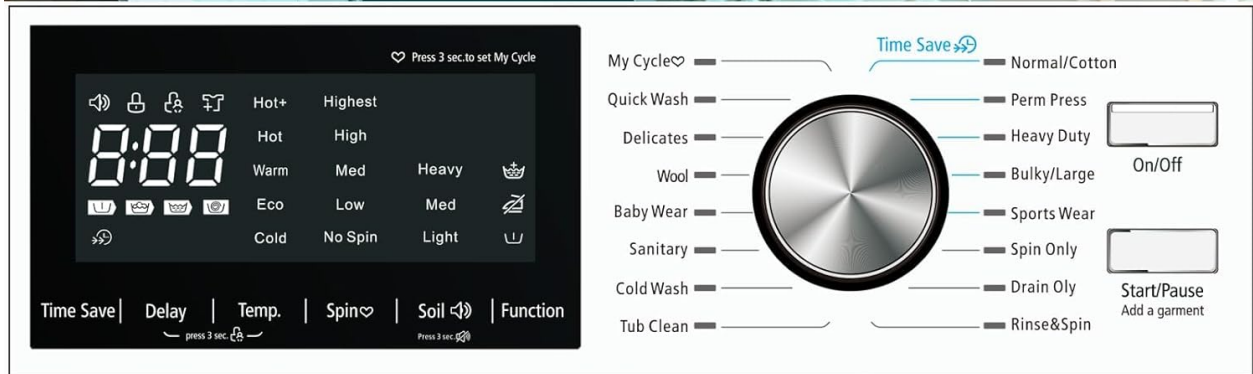 Press 3 sec.to set My Cycle
Hot+ Highest
8:88
Hot High
Warm Med Heavy
Eco Low Med
Cold No Spin Light
Time Save Delay Temp. Spin Soil Function
press 3 sec.
Press 3 sec.
Time Save
My Cycle
Quick Wash
Delicates
Wool
Baby Wear
Sanitary
Cold Wash
Tub Clean
Normal/Cotton
Perm Press
Heavy Duty
Bulky/Large
Sports Wear
Spin Only
Drain Oly
Rinse&Spin
On/Off
Start/Pause
Add a garment